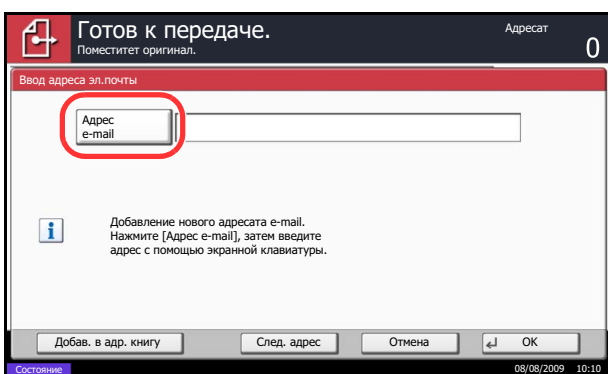 Готов к передаче.
Поместитет оригинал.
Адресат
0
Ввод адреса эл.почты
Адрес
e-mail
Добавление нового адресата e-mail.
Нажмите [Адрес e-mail], затем введите
адрес с помощью экранной клавиатуры.
Добав. в адр. книгу
След. адрес
Отмена
OK
Состояние
08/08/2009 10:10